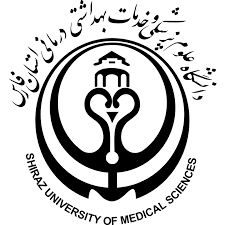 دانشگاه علوم پزشکی و خدمات بهداشتی درمانی استان فارس
SHIRAZ UNIVERSITY OF MEDICAL SCIENCES